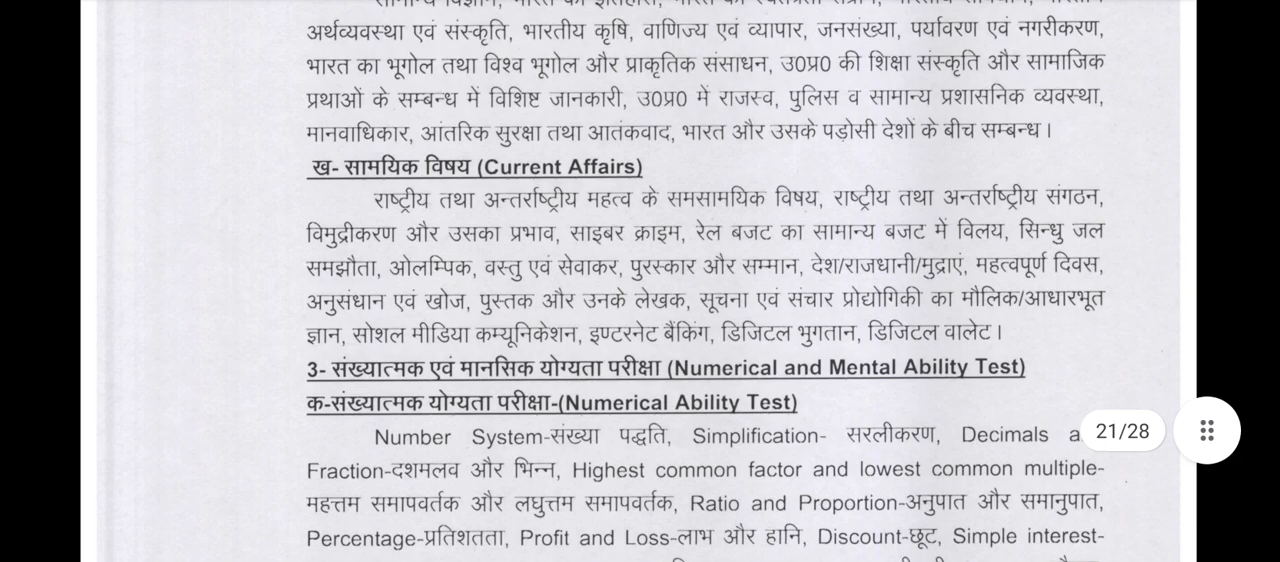 अर्थव्यवस्था एवं संस्कृति, भारतीय कृषि, वाणिज्य एवं व्यापार, जनसंख्या, पर्यावरण एवं नगरीकरण,
भारत का भूगोल तथा विश्व भूगोल और प्राकृतिक संसाधन, उ0प्र0 की शिक्षा संस्कृति और सामाजिक
प्रथाओं के सम्बन्ध में विशिष्ट जानकारी, उ0प्र0 में राजस्व, पुलिस व सामान्य प्रशासनिक व्यवस्था,
मानवाधिकार, आंतरिक सुरक्षा तथा आतंकवाद, भारत और उसके पड़ोसी देशों के बीच सम्बन्ध।
ख- सामयिक विषय (Current Affairs)
राष्ट्रीय तथा अन्तर्राष्ट्रीय महत्व के समसामयिक विषय, राष्ट्रीय तथा अन्तर्राष्ट्रीय संगठन,
विमुद्रीकरण और उसका प्रभाव, साइबर क्राइम, रेल बजट का सामान्य बजट में विलय, सिन्धु जल
समझौता, ओलम्पिक, वस्तु एवं सेवाकर, पुरस्कार और सम्मान, देश/राजधानी/मुद्राएं, महत्वपूर्ण दिवस,
अनुसंधान एवं खोज, पुस्तक और उनके लेखक, सूचना एवं संचार प्रोद्योगिकी का मौलिक/आधारभूत
ज्ञान, सोशल मीडिया कम्यूनिकेशन, इण्टरनेट बैंकिंग, डिजिटल भुगतान, डिजिटल वालेट।
3- संख्यात्मक एवं मानसिक योग्यता परीक्षा (Numerical and Mental Ability Test)
क-संख्यात्मक योग्यता परीक्षा-(Numerical Ability Test)
Number System-संख्या पद्धति, Simplification- सरलीकरण, Decimals a
21/28
Fraction-दशमलव और भिन्न, Highest common factor and lowest common multiple-
महत्तम समापवर्तक और लघुत्तम समापवर्तक, Ratio and Proportion-अनुपात और समानुपात,
Percentage-प्रतिशतता, Profit and Loss-लाभ और हानि, Discount-छूट, Simple interest-